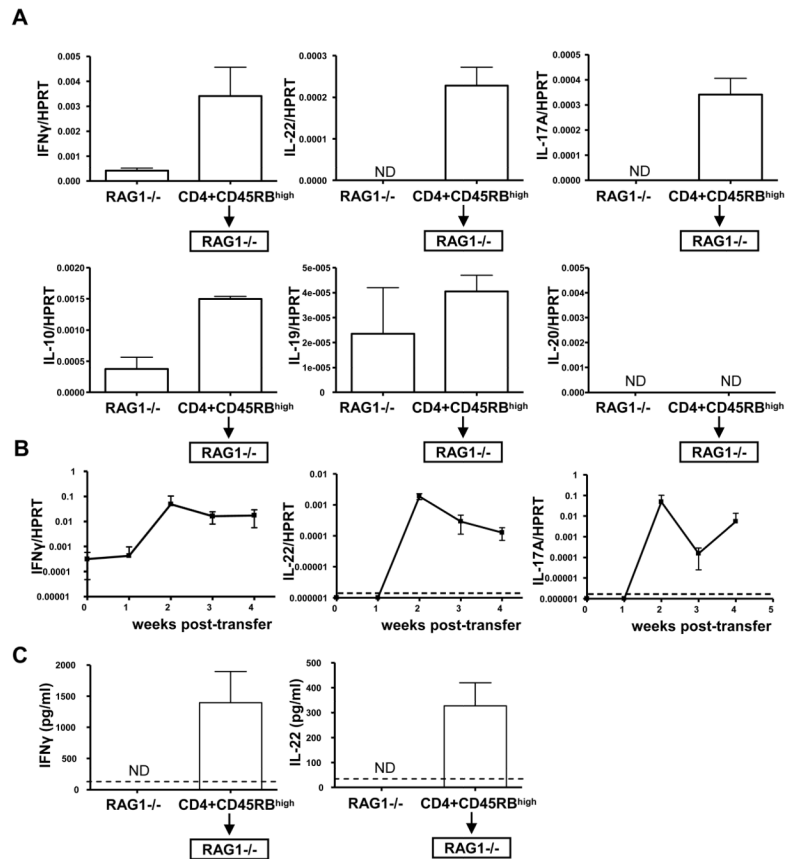 A
IFNγ/HPRT
0.005
0.004
0.003
0.002
0.001
0.000
RAG1-/- CD4+CD45RBhigh
RAG1-/-
IL-22/HPRT
0.0003
0.0002
0.0001
0.0000
ND
RAG1-/- CD4+CD45RBhigh
RAG1-/-
IL-17A/HPRT
0.0005
0.0004
0.0003
0.0002
0.0001
0.0000
ND
RAG1-/- CD4+CD45RBhigh
RAG1-/-
IL-10/HPRT
0.0020
0.0015
0.0010
0.0005
0.0000
RAG1-/- CD4+CD45RBhigh
RAG1-/-
IL-19/HPRT
5e-005
4e-005
3e-005
2e-005
1e-005
0
RAG1-/- CD4+CD45RBhigh
RAG1-/-
IL-20/HPRT
0.005
0.004
0.003
0.002
0.001
0.000
ND ND
RAG1-/- CD4+CD45RBhigh
RAG1-/-
B
IFNγ/HPRT
1
0.1
0.01
0.001
0.0001
0.00001
0 1 2 3 4
weeks post-transfer
IL-22/HPRT
0.01
0.001
0.0001
0.00001
0.000001
0 1 2 3 4
weeks post-transfer
IL-17A/HPRT
1
0.1
0.01
0.001
0.0001
0.00001
0.000001
0 1 2 3 4 5
weeks post-transfer
C
IFNγ (pg/ml)
2000
1500
1000
500
0
ND
RAG1-/- CD4+CD45RBhigh
RAG1-/-
IL-22 (pg/ml)
500
400
300
200
100
0
ND
RAG1-/- CD4+CD45RBhigh
RAG1-/-